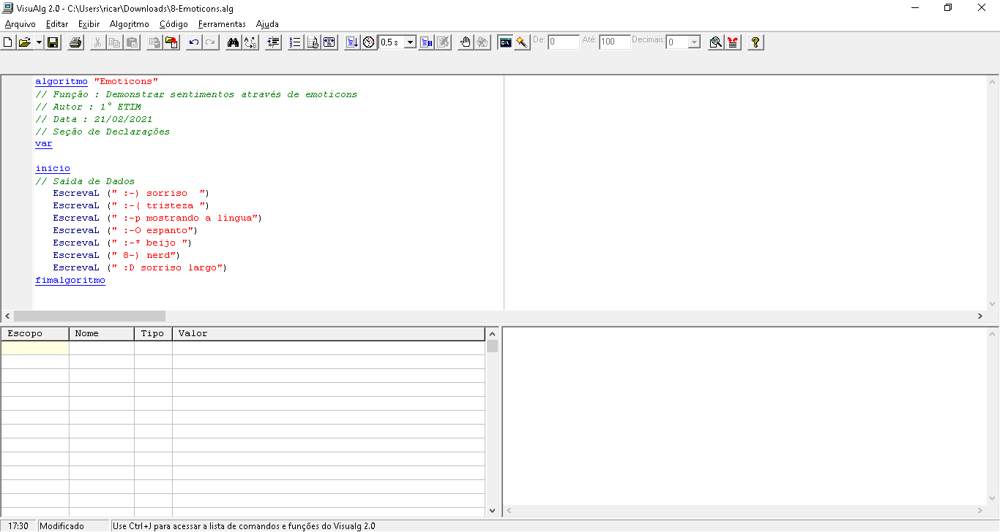 VisuAlg 2.0 - C:\Users\ricar\Downloads\8-Emoticons.alg
Arquivo Editar Exibir Algoritmo Código Ferramentas Ajuda
0,5 s De: 0 Até: 100 Decimais: 0
algoritmo "Emoticons"
// Função : Demonstrar sentimentos através de emoticons
// Autor : 1° ETIM
// Data : 21/02/2021
// Seção de Declarações
var
inicio
// Saída de Dados
EscrevaL (" :-) sorriso  ")
EscrevaL (" :-( tristeza ")
EscrevaL (" :-p mostrando a língua")
EscrevaL (" :-O espanto")
EscrevaL (" :-* beijo ")
EscrevaL (" 8-) nerd")
EscrevaL (" :D sorriso largo")
fimalgoritmo
Escopo Nome Tipo Valor
17:30 Modificado Use Ctrl+J para acessar a lista de comandos e funções do Visualg 2.0